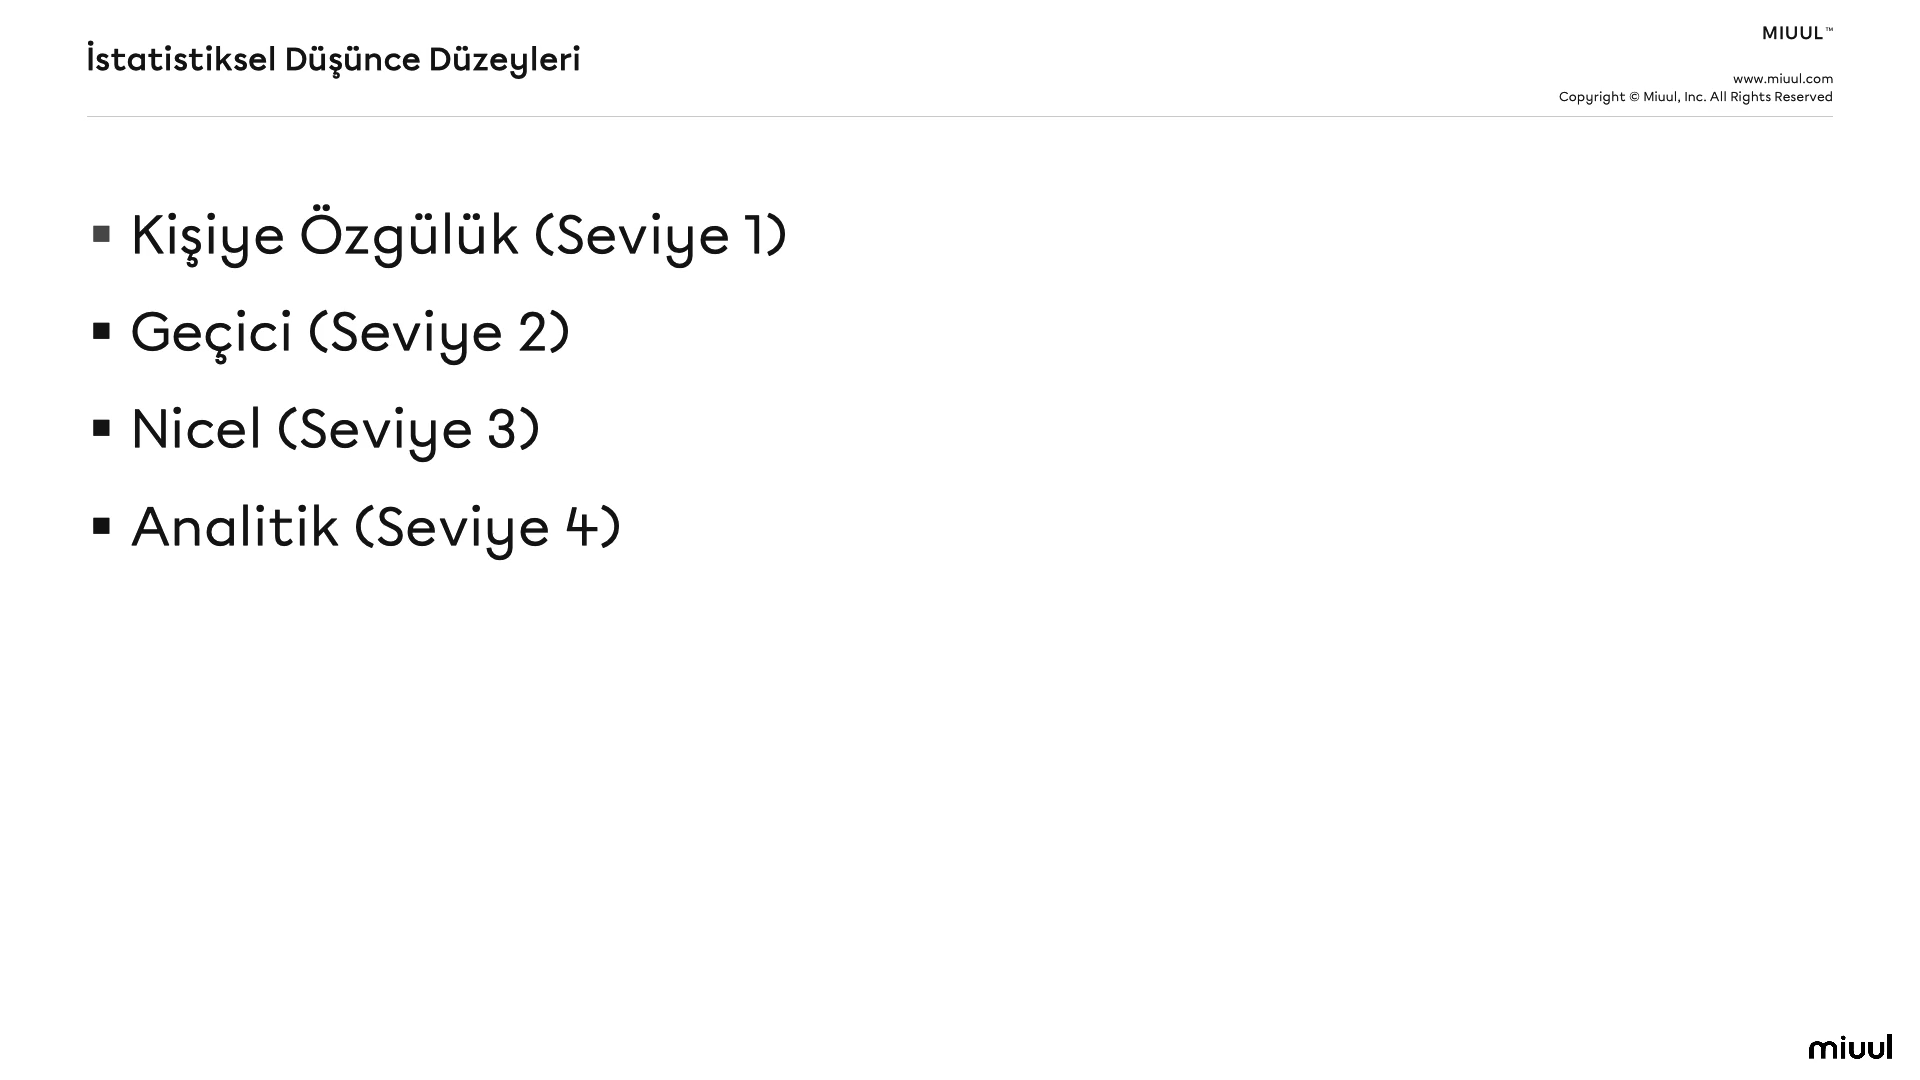 İstatistiksel Düşünce Düzeyleri
MIUUL™
www.miuul.com
Copyright © Miuul, Inc. All Rights Reserved
▪ Kişiye Özgülük (Seviye 1)
▪ Geçici (Seviye 2)
▪ Nicel (Seviye 3)
▪ Analitik (Seviye 4)
miuul